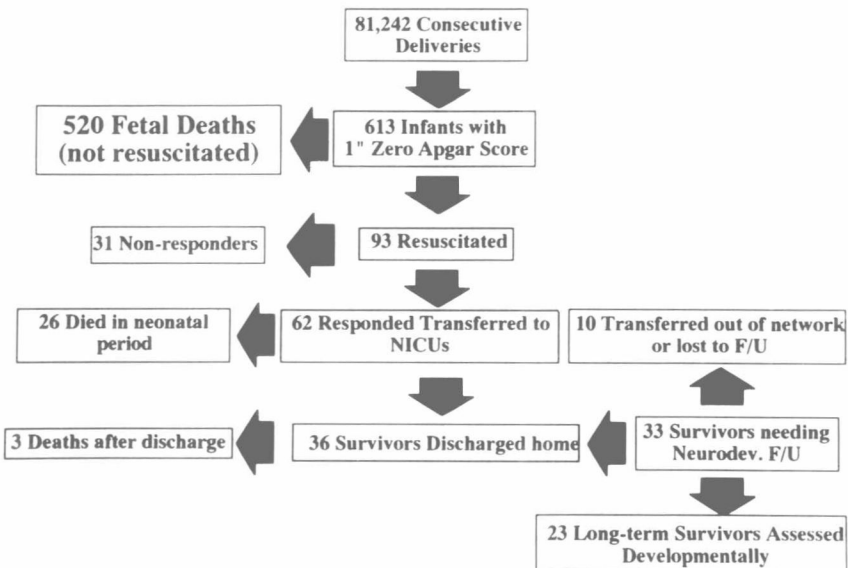 81,242 Consecutive
Deliveries
520 Fetal Deaths
(not resuscitated)
613 Infants with
1" Zero Apgar Score
31 Non-responders
93 Resuscitated
26 Died in neonatal
period
62 Responded Transferred to
NICUs
10 Transferred out of network
or lost to F/U
3 Deaths after discharge
36 Survivors Discharged home
33 Survivors needing
Neurodev. F/U
23 Long-term Survivors Assessed
Developmentally